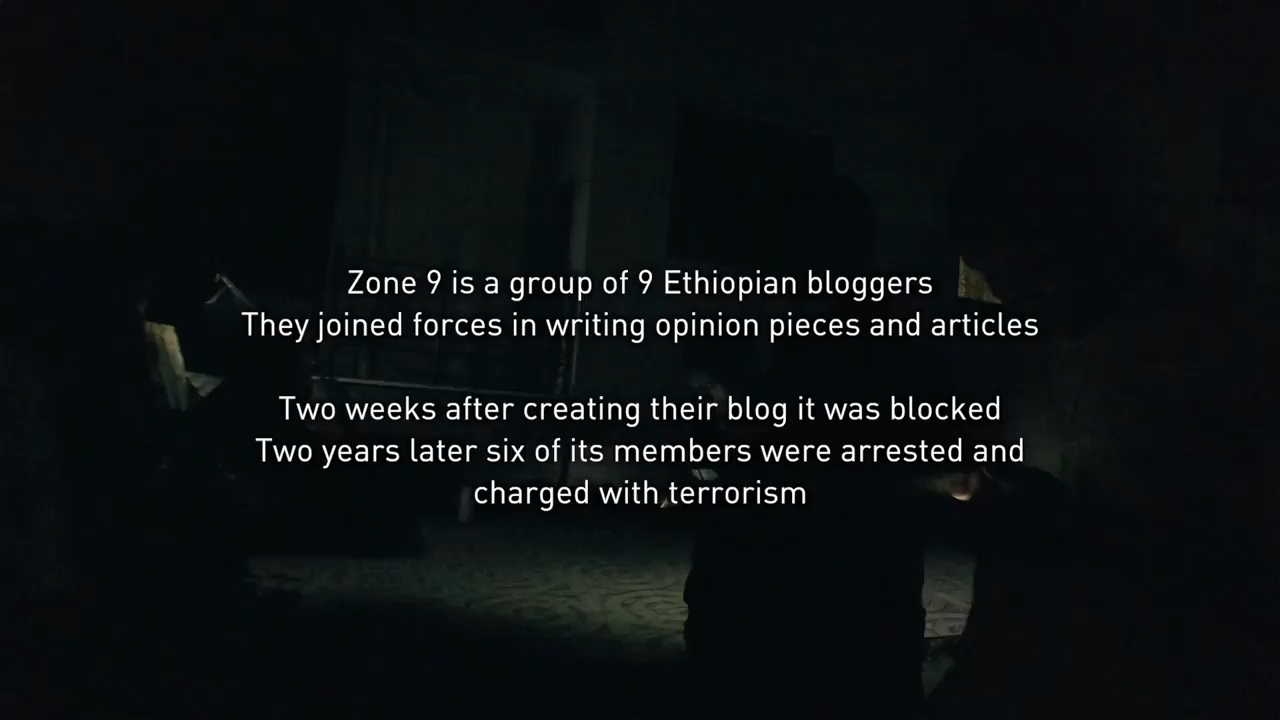 Zone 9 is a group of 9 Ethiopian bloggers
They joined forces in writing opinion pieces and articles
Two weeks after creating their blog it was blocked
Two years later six of its members were arrested and
charged with terrorism